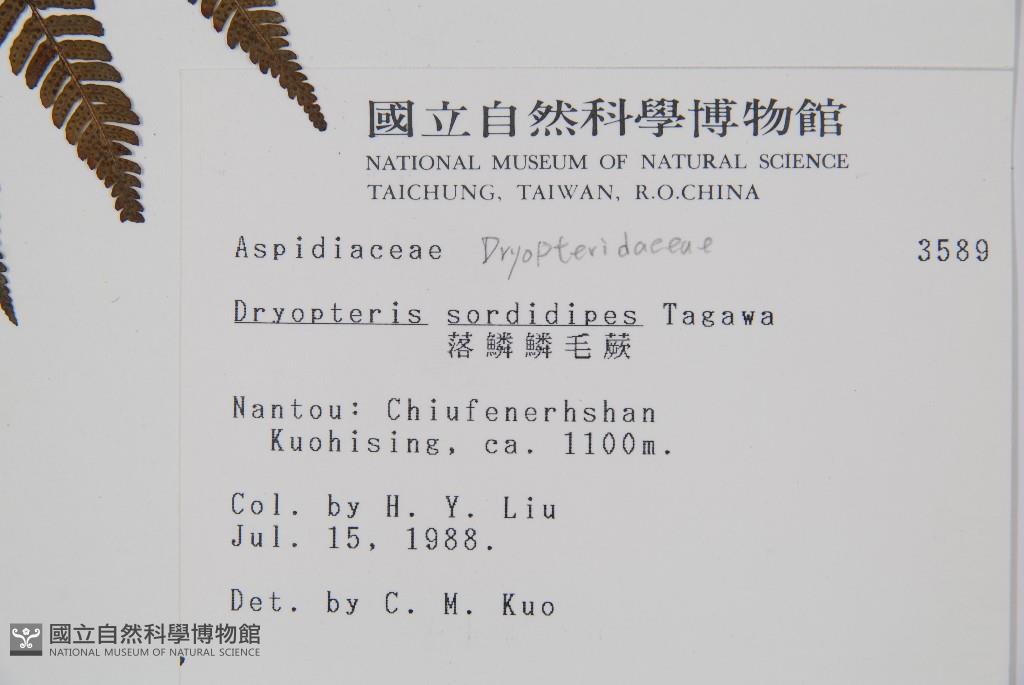 國立自然科學博物館
NATIONAL MUSEUM OF NATURAL SCIENCE
TAICHUNG, TAIWAN, R.O.CHINA
Aspidiaceae Dryopteridaceae 3589
Dryopteris sordidipes Tagawa
落鱗鱗毛蕨
Nantou: Chiufenerhshan
Kuohising, ca. 1100m.
Col. by H. Y. Liu
Jul. 15, 1988.
Det. by C. M. Kuo
國立自然科學博物館
NATIONAL MUSEUM OF NATURAL SCIENCE